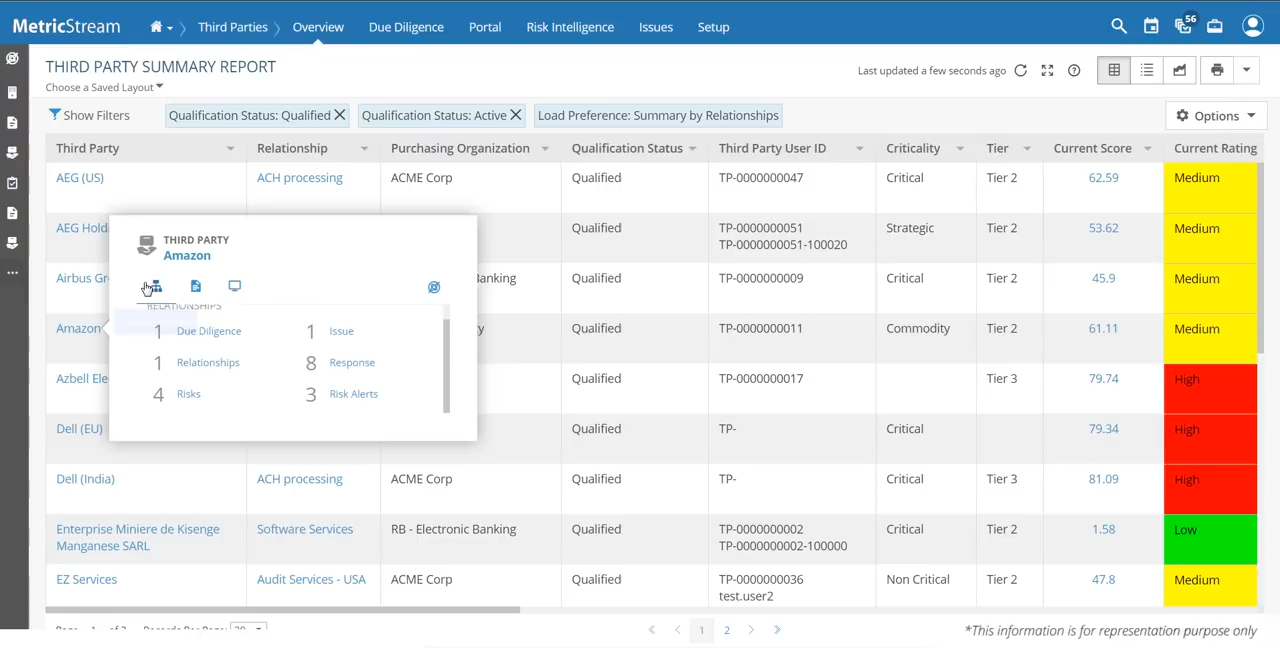 MetricStream
Third Parties
Overview
Due Diligence
Portal
Risk Intelligence
Issues
Setup
56
THIRD PARTY SUMMARY REPORT
Choose a Saved Layout
Last updated a few seconds ago
Show Filters
Qualification Status: Qualified
Qualification Status: Active
Load Preference: Summary by Relationships
Options
Third Party Relationship Purchasing Organization Qualification Status Third Party User ID Criticality Tier Current Score Current Rating
AEG (US) ACH processing ACME Corp Qualified TP-0000000047 Critical Tier 2 62.59 Medium
AEG Hold Qualified TP-0000000051 Strategic Tier 2 53.62 Medium
TP-0000000051-100020
Airbus Gr anking Qualified TP-0000000009 Critical Tier 2 45.9 Medium
Amazon y Qualified TP-0000000011 Commodity Tier 2 61.11 Medium
Azbell Ele Qualified TP-0000000017 Tier 3 79.74 High
Dell (EU) Qualified TP- Critical 79.34 High
Dell (India) ACH processing ACME Corp Qualified TP- Critical Tier 3 81.09 High
Enterprise Miniere de Kisenge Software Services RB - Electronic Banking Qualified TP-0000000002 Critical Tier 2 1.58 Low
Manganese SARL TP-0000000002-100000
EZ Services Audit Services - USA ACME Corp Qualified TP-0000000036 Non Critical Tier 2 47.8 Medium
test.user2
THIRD PARTY
Amazon
RELATIONSHIPS
1 Due Diligence 1 Issue
1 Relationships 8 Response
4 Risks 3 Risk Alerts
Page 1 of 2 Records Per Page: 20
1 2
*This information is for representation purpose only